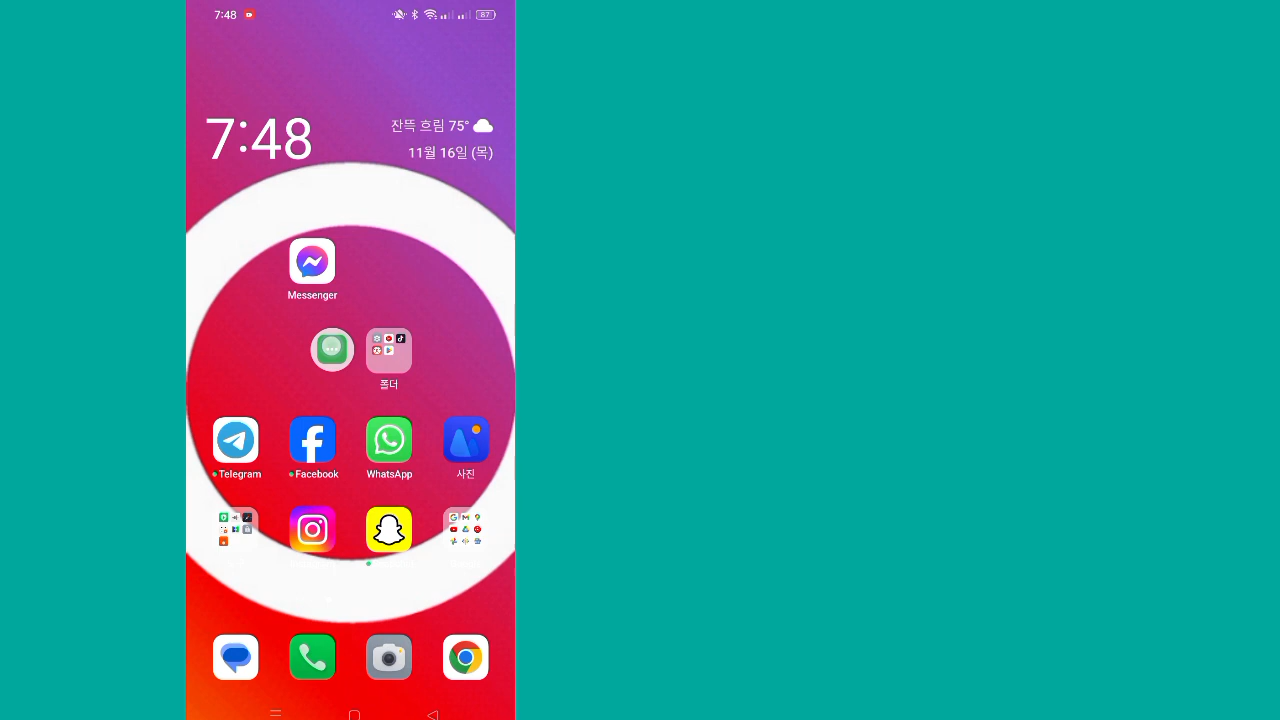 7:48
87
7:48
잔뜩 흐림 75°
11월 16일 (목)
Messenger
폴더
Telegram
Facebook
WhatsApp
사진